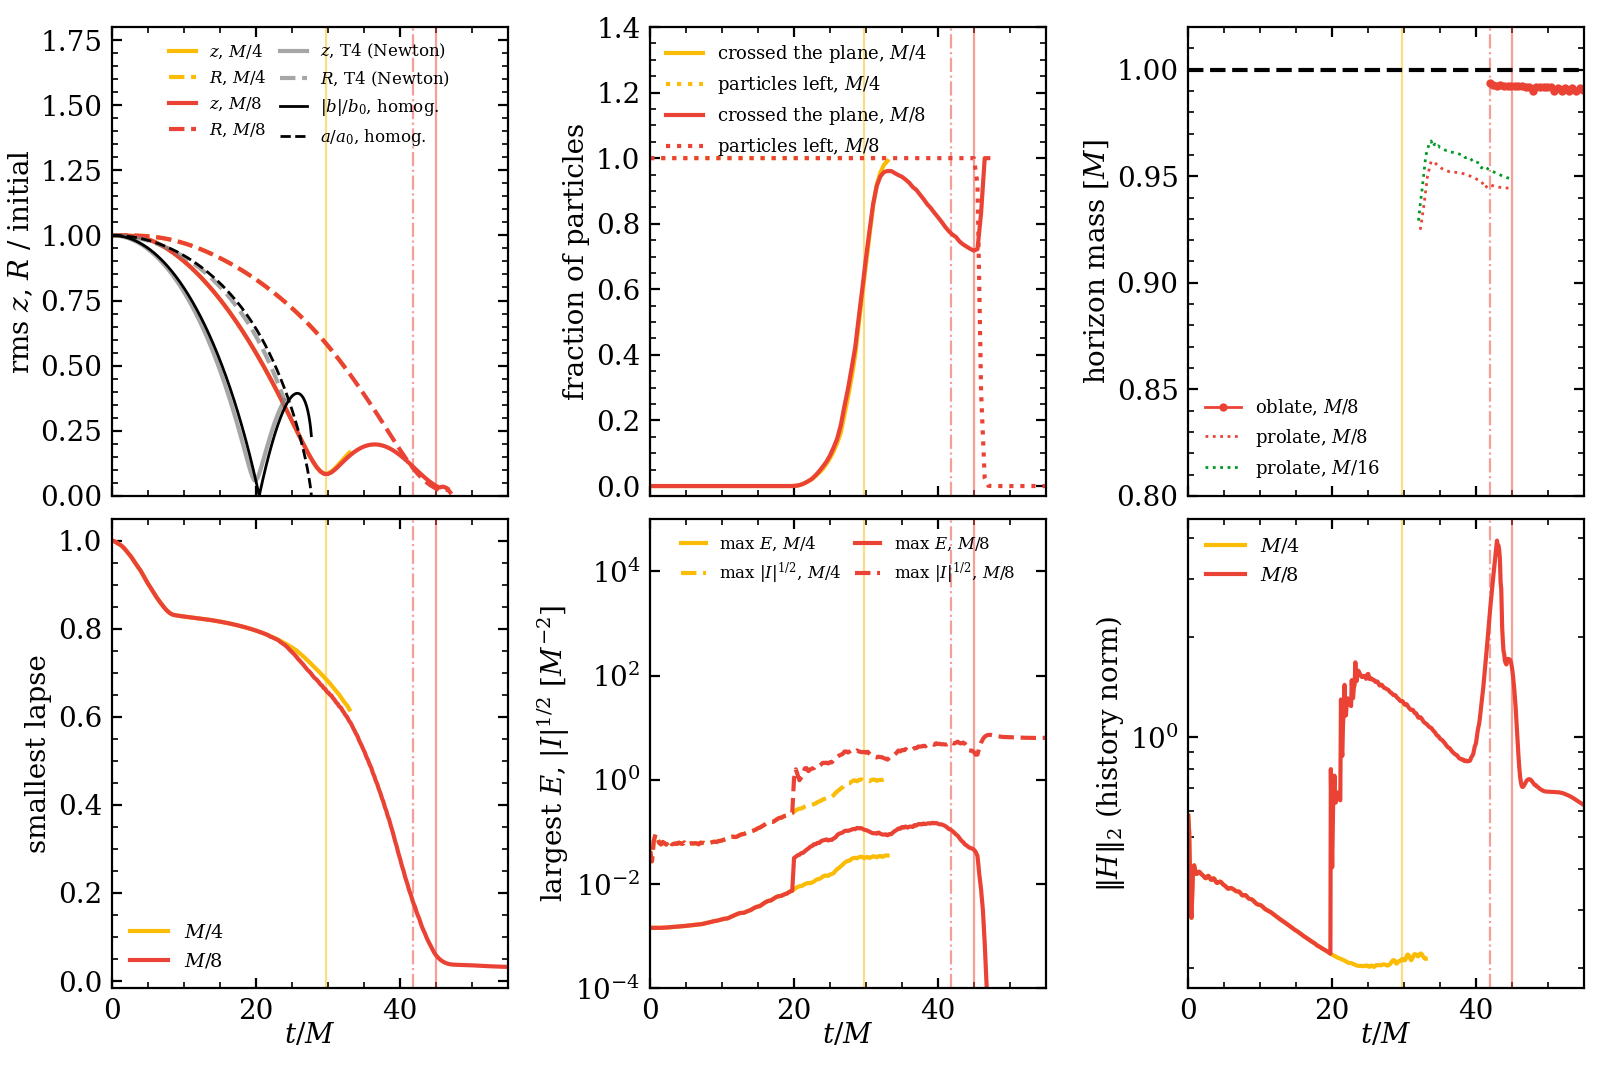 rms z, R / initial
1.75
1.50
1.25
1.00
0.75
0.50
0.25
0.00
z, M/4
R, M/4
z, M/8
R, M/8
z, T4 (Newton)
R, T4 (Newton)
|b|/b₀, homog.
a/a₀, homog.
fraction of particles
1.4
1.2
1.0
0.8
0.6
0.4
0.2
0.0
crossed the plane, M/4
particles left, M/4
crossed the plane, M/8
particles left, M/8
horizon mass [M]
1.00
0.95
0.90
0.85
0.80
oblate, M/8
prolate, M/8
prolate, M/16
smallest lapse
1.0
0.8
0.6
0.4
0.2
0.0
M/4
M/8
0 20 40
t/M
largest E, |I|^{1/2} [M^{−2}]
10⁴
10²
10⁰
10⁻²
10⁻⁴
max E, M/4
max |I|^{1/2}, M/4
max E, M/8
max |I|^{1/2}, M/8
0 20 40
t/M
‖H‖₂ (history norm)
10⁰
M/4
M/8
0 20 40
t/M